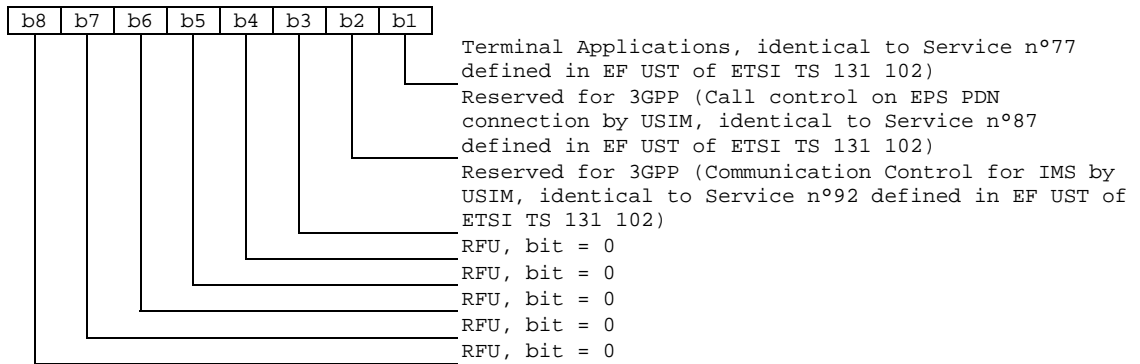 b8 b7 b6 b5 b4 b3 b2 b1
Terminal Applications, identical to Service n°77
defined in EF UST of ETSI TS 131 102)
Reserved for 3GPP (Call control on EPS PDN
connection by USIM, identical to Service n°87
defined in EF UST of ETSI TS 131 102)
Reserved for 3GPP (Communication Control for IMS by
USIM, identical to Service n°92 defined in EF UST of
ETSI TS 131 102)
RFU, bit = 0
RFU, bit = 0
RFU, bit = 0
RFU, bit = 0
RFU, bit = 0